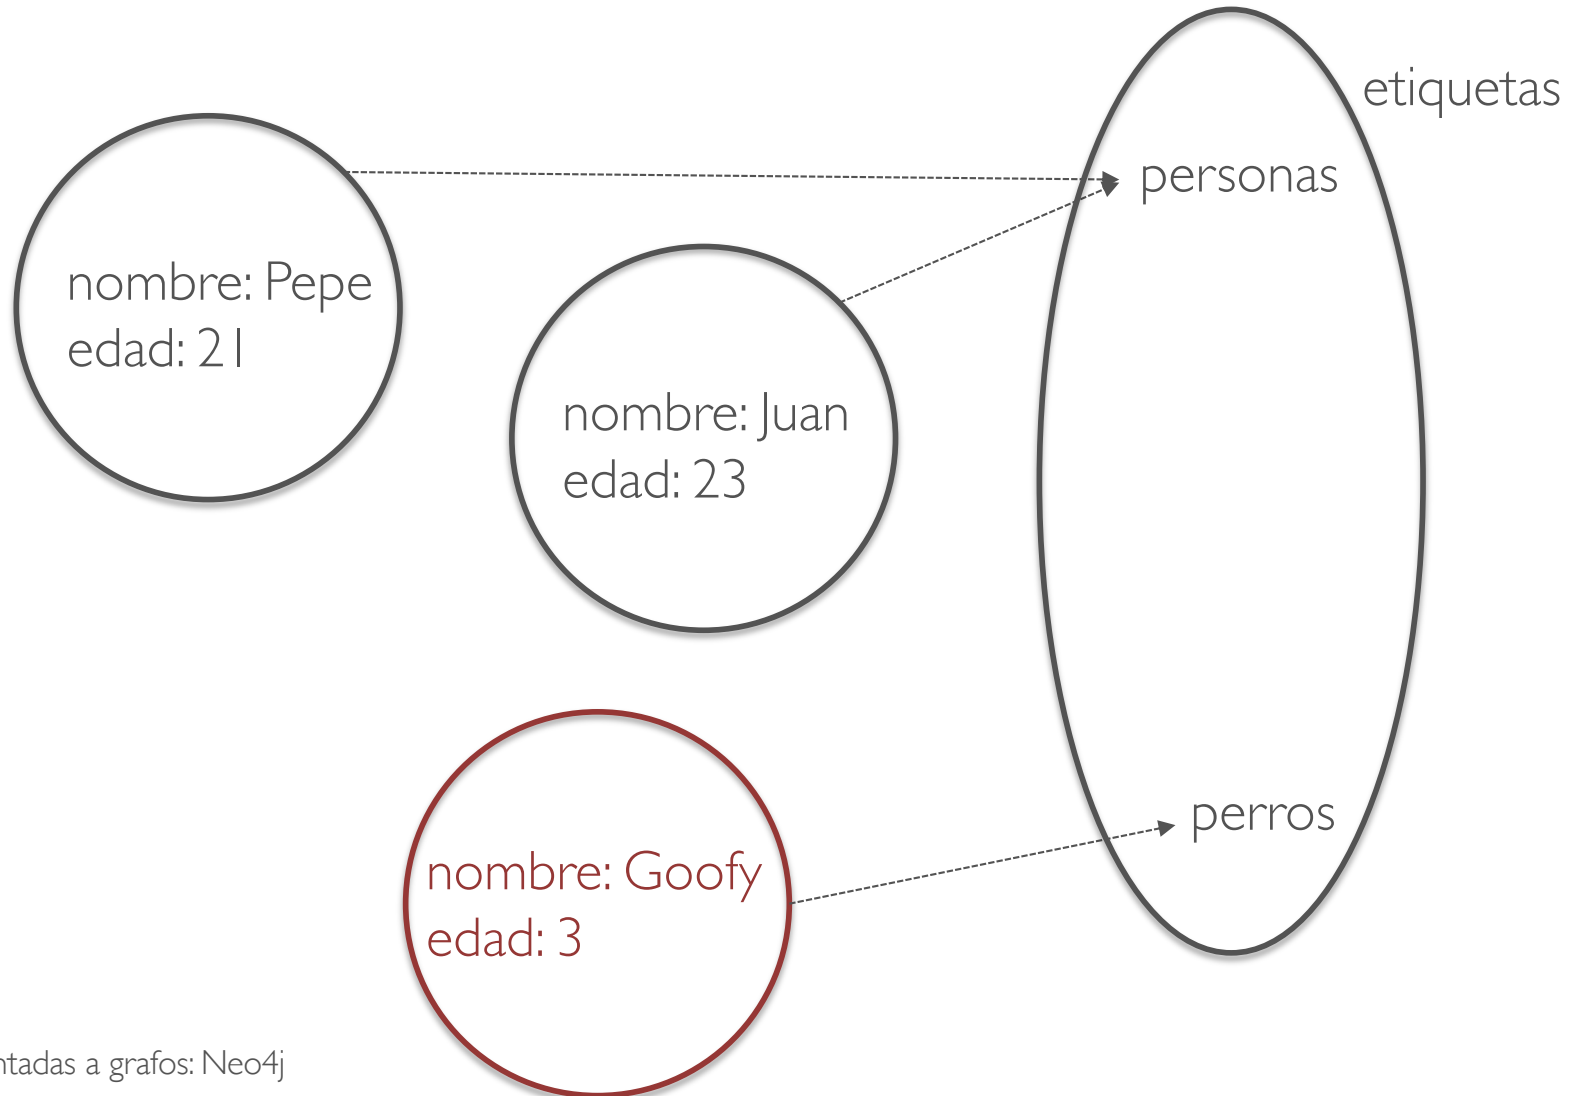 etiquetas
personas
nombre: Pepe
edad: 21
nombre: Juan
edad: 23
perros
nombre: Goofy
edad: 3
ntadas a grafos: Neo4j